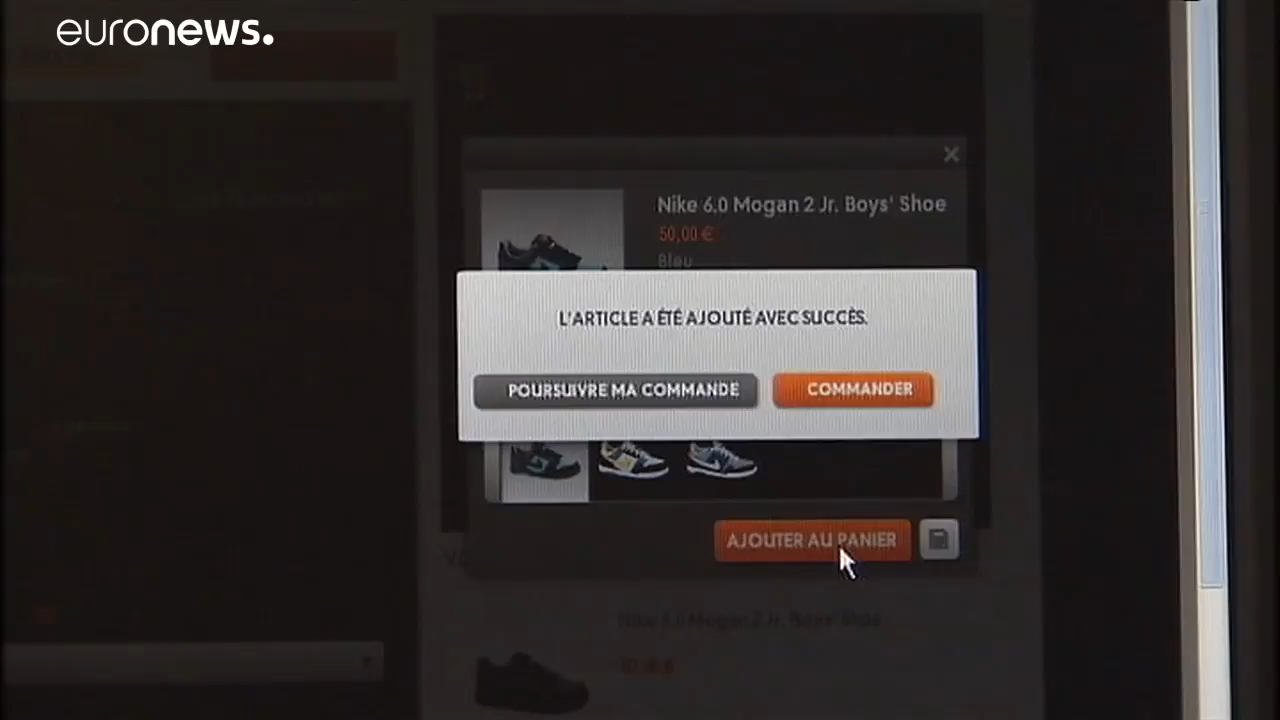 euronews.
Nike 6.0 Mogan 2 Jr. Boys' Shoe
50,00 €
Bleu
L'ARTICLE A ÉTÉ AJOUTÉ AVEC SUCCÈS.
POURSUIVRE MA COMMANDE
COMMANDER
AJOUTER AU PANIER
Nike 6.0 Mogan 2 Jr. Boys' Shoe